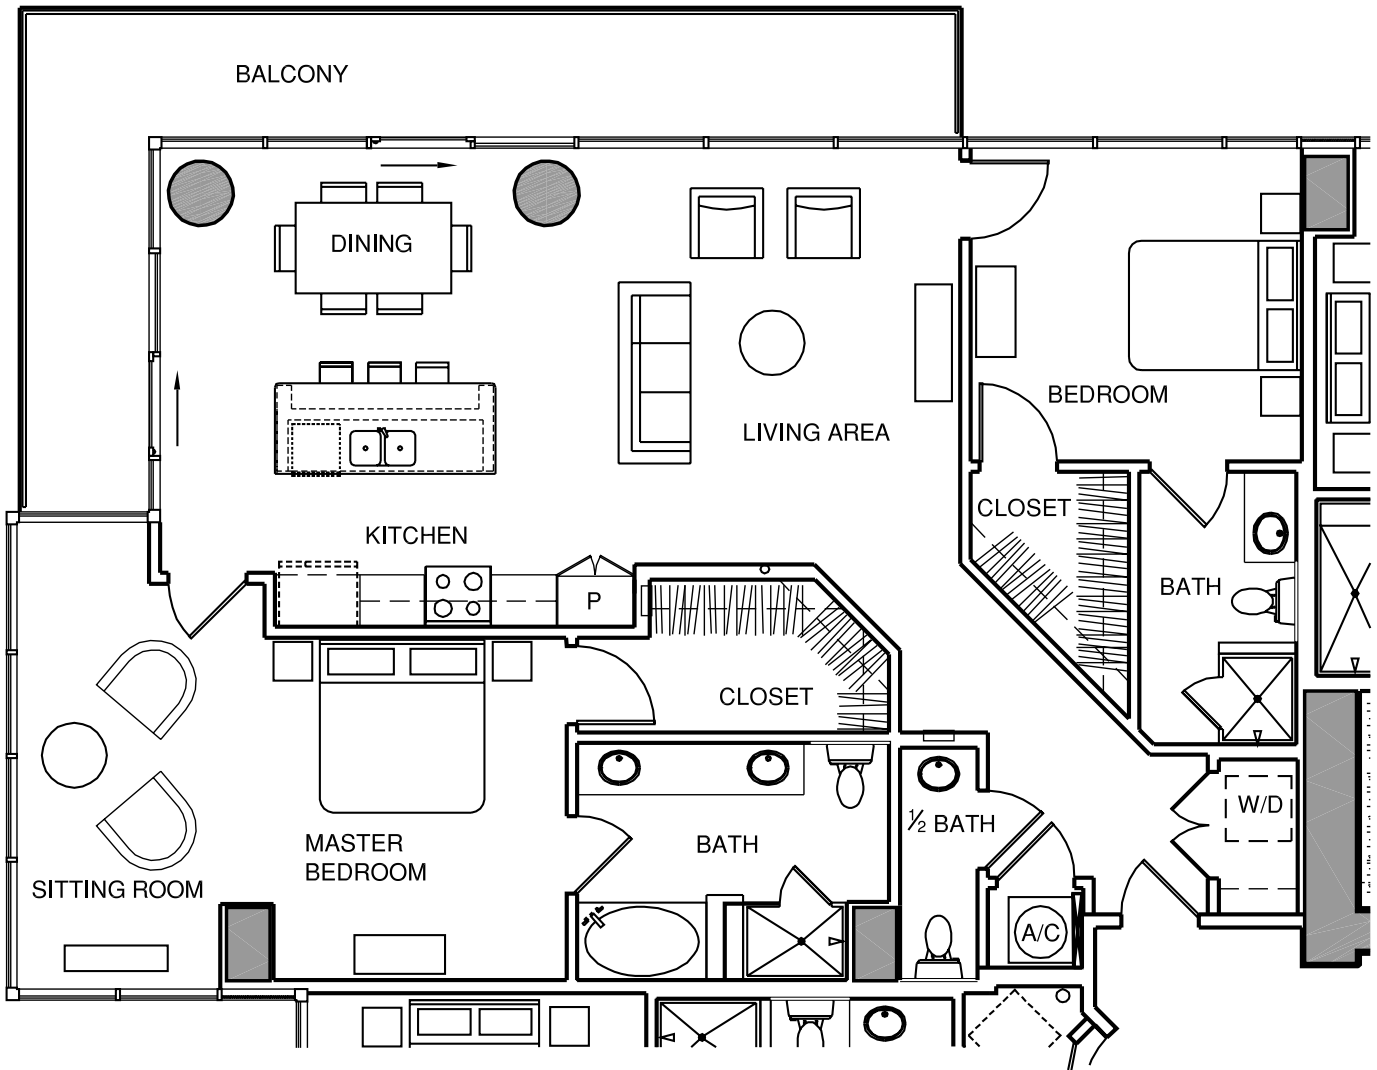 BALCONY
DINING
BEDROOM
LIVING AREA
CLOSET
KITCHEN
BATH
P
CLOSET
W/D
½ BATH
MASTER
BEDROOM
BATH
SITTING ROOM
A/C